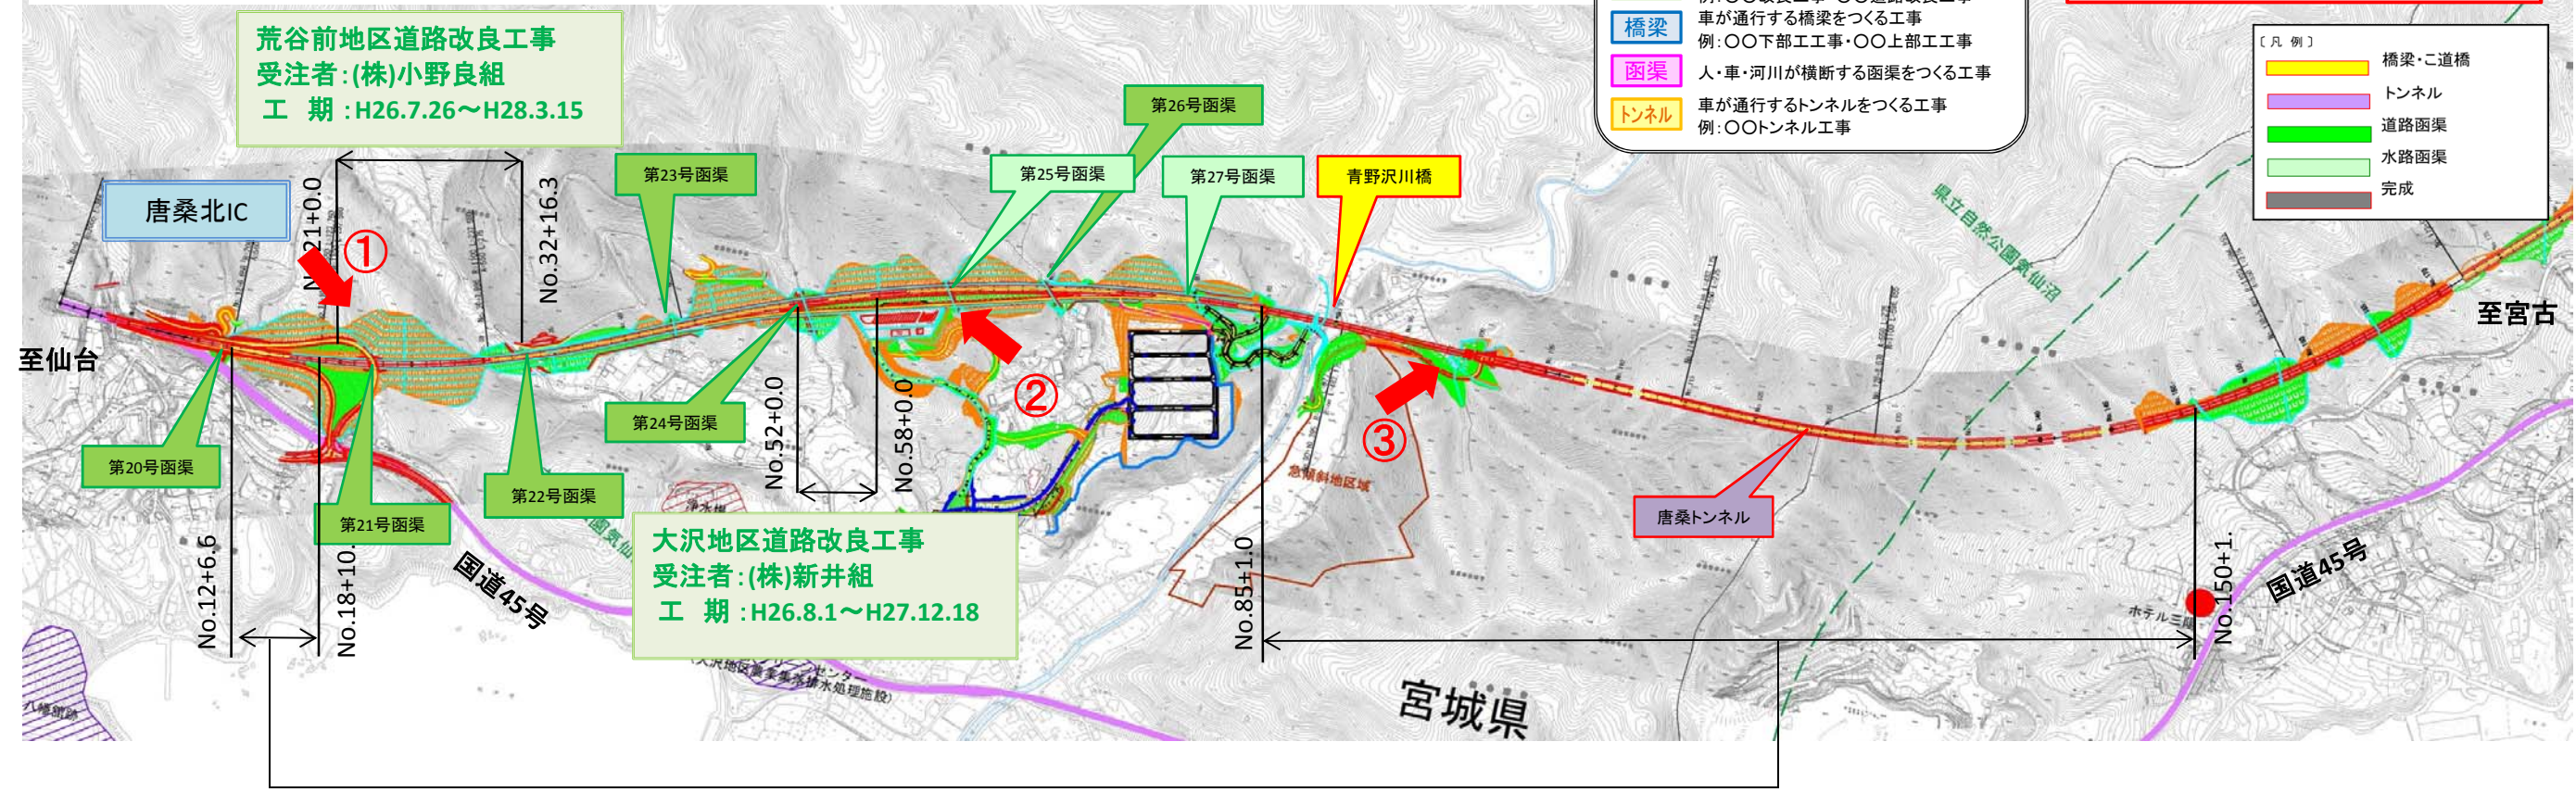 荒谷前地区道路改良工事
受注者：(株)小野良組
工　期：H26.7.26～H28.3.15
橋梁
車が通行する橋梁をつくる工事
例：〇〇下部工工事・〇〇上部工工事
函渠
人・車・河川が横断する函渠をつくる工事
トンネル
車が通行するトンネルをつくる工事
例：〇〇トンネル工事
〔凡 例〕
橋梁・こ道橋
トンネル
道路函渠
水路函渠
完成
唐桑北IC
No.32+16.3
①
第23号函渠
第26号函渠
第25号函渠
第27号函渠
青野沢川橋
県立自然公園気仙沼
至仙台
至宮古
②
③
第20号函渠
第21号函渠
第22号函渠
第24号函渠
No.52+0.0
No.58+0.0
急傾斜地区域
唐桑トンネル
No.12+6.6
No.18+10.
国道45号
大沢地区道路改良工事
受注者：(株)新井組
工　期：H26.8.1～H27.12.18
No.85+1.0
No.150+1.
国道45号
ホテル三陽
宮城県
八幡館跡